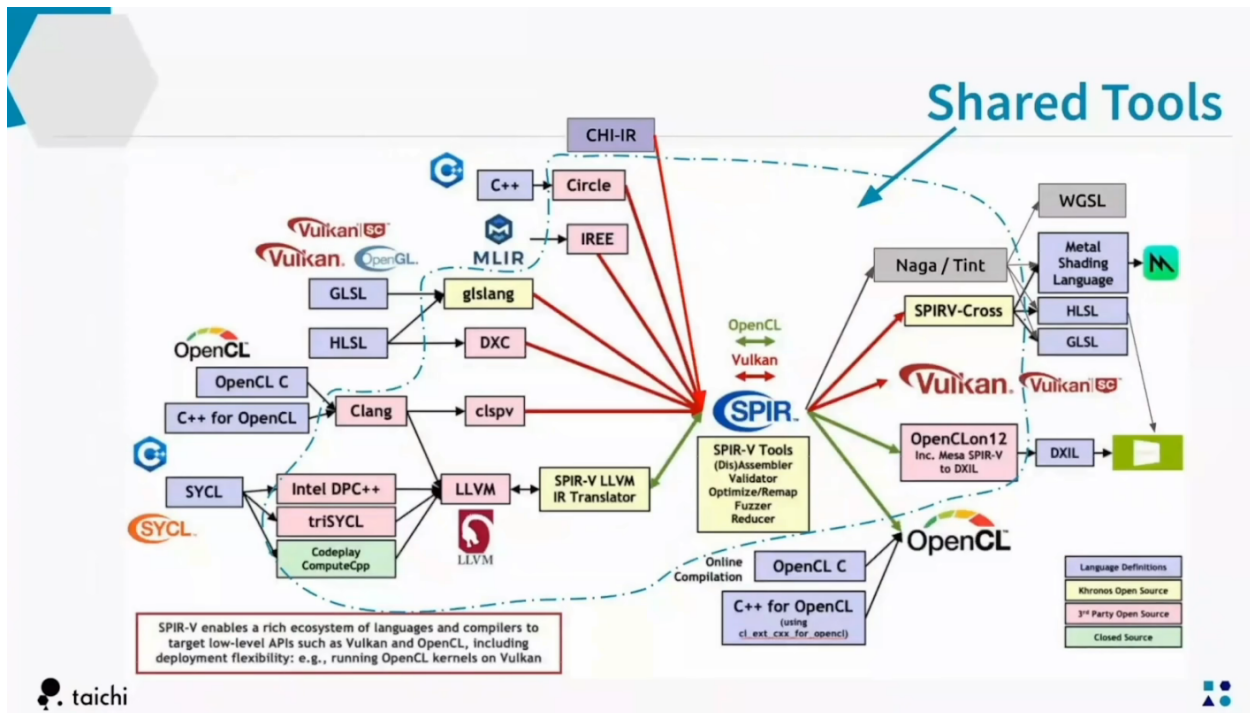 Shared Tools
CHI-IR
C++
Circle
MLIR
IREE
Vulkan SC™
Vulkan.
OpenGL.
GLSL
glslang
HLSL
DXC
OpenCL™
OpenCL C
C++ for OpenCL
Clang
clspv
SYCL
SYCL™
Intel DPC++
triSYCL
Codeplay
ComputeCpp
LLVM
LLVM
SPIR-V LLVM
IR Translator
OpenCL
Vulkan
SPIR™
SPIR-V Tools
(Dis)Assembler
Validator
Optimize/Remap
Fuzzer
Reducer
Naga / Tint
SPIRV-Cross
WGSL
Metal
Shading
Language
HLSL
GLSL
Vulkan.
Vulkan SC™
OpenCLon12
Inc. Mesa SPIR-V
to DXIL
DXIL
OpenCL
Online
Compilation
OpenCL C
C++ for OpenCL
(using
cl_ext_cxx_for_opencl)
Language Definitions
Khronos Open Source
3rd Party Open Source
Closed Source
SPIR-V enables a rich ecosystem of languages and compilers to
target low-level APIs such as Vulkan and OpenCL, including
deployment flexibility: e.g., running OpenCL kernels on Vulkan
taichi